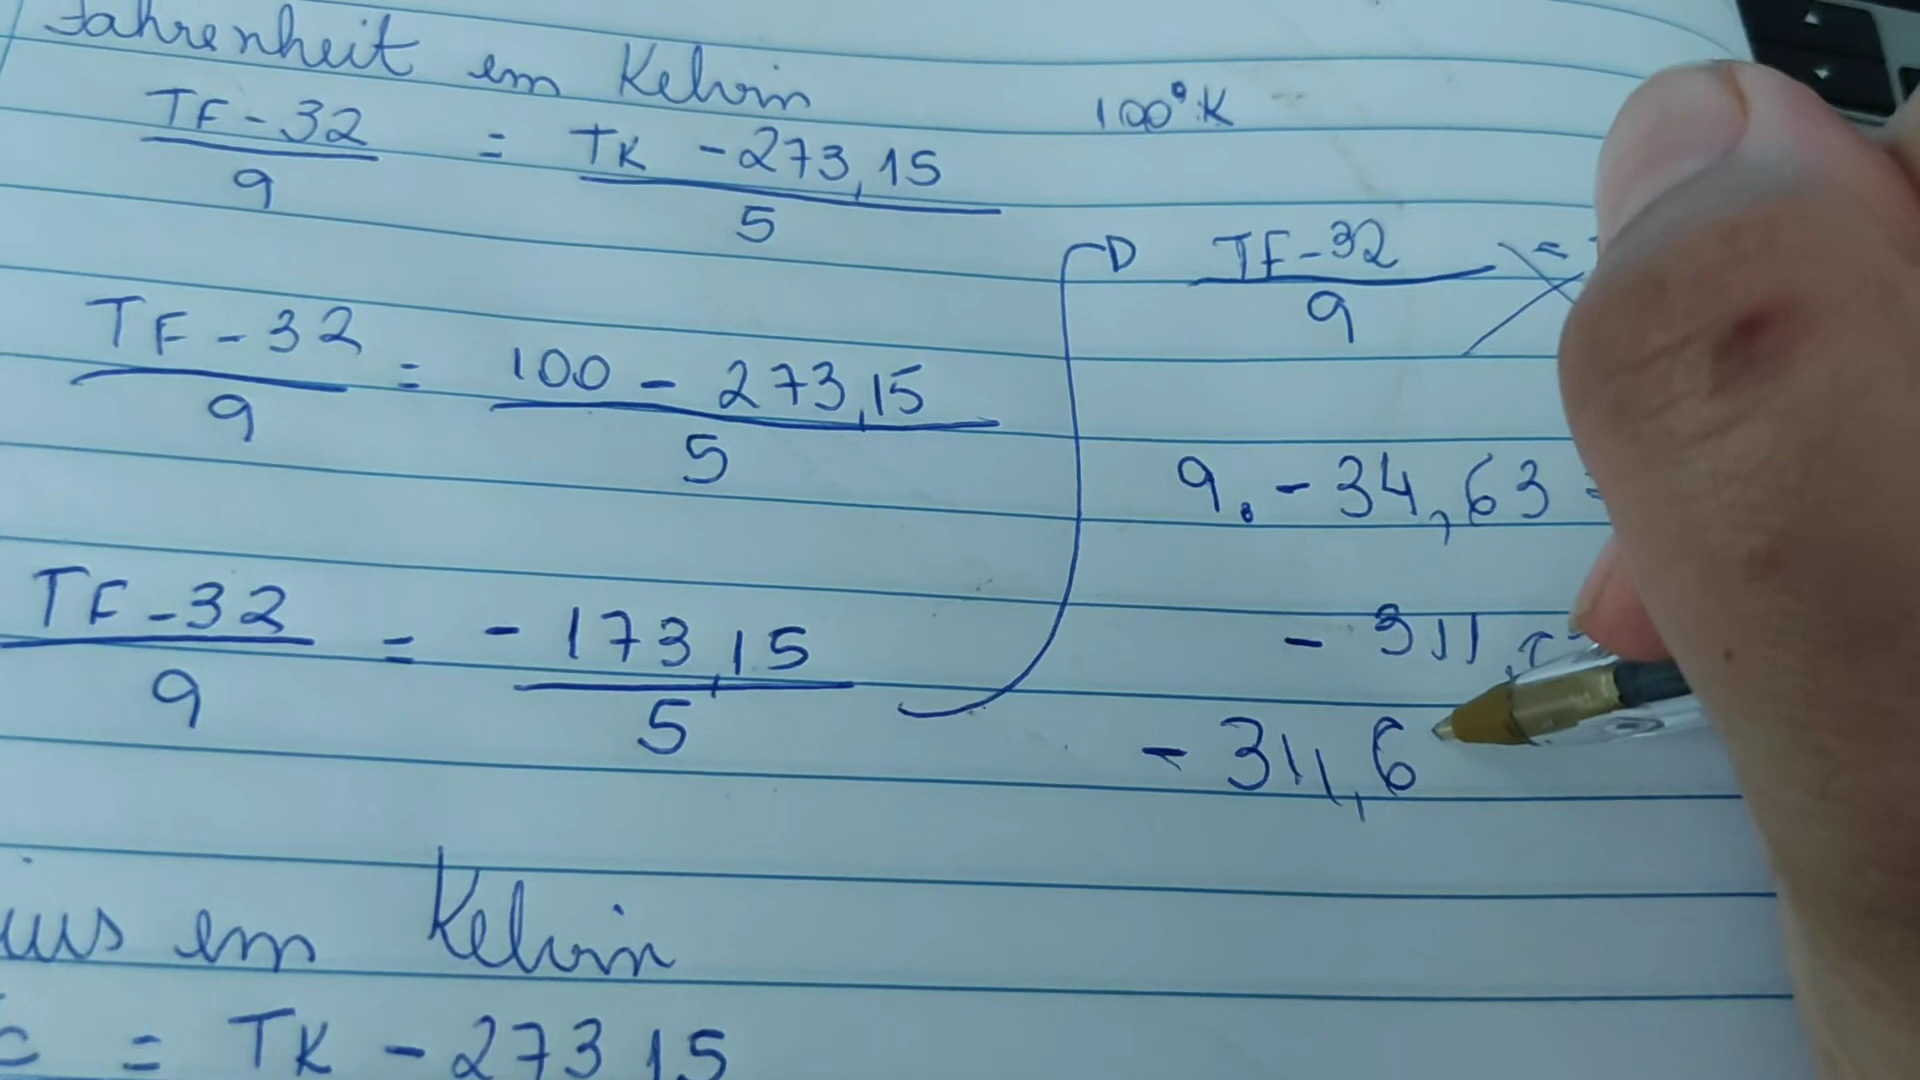 Fahrenheit em Kelvin
TF - 32 = TK - 273,15
9 5
TF - 32 = 100 - 273,15
9 5
TF - 32 = - 173,15
9 5
100° K
TF - 32 =
9
9 . - 34,63 =
- 311,
- 311,6
em Kelvin
= TK - 273 15